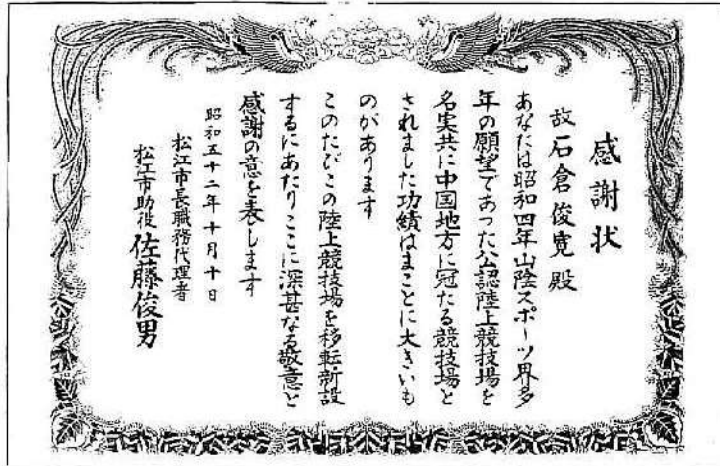 感謝状
故石倉俊寛殿
あなたは昭和四年山陰スポーツ界多
年の願望であった公認陸上競技場を
名実共に中国地方に冠たる競技場と
されました功績はまことに大きいも
のがあります
このたびこの陸上競技場を移転新設
するにあたりここに深甚なる敬意と
感謝の意を表します
昭和五十二年十月十日
松江市長職務代理者
松江市助役佐藤俊男